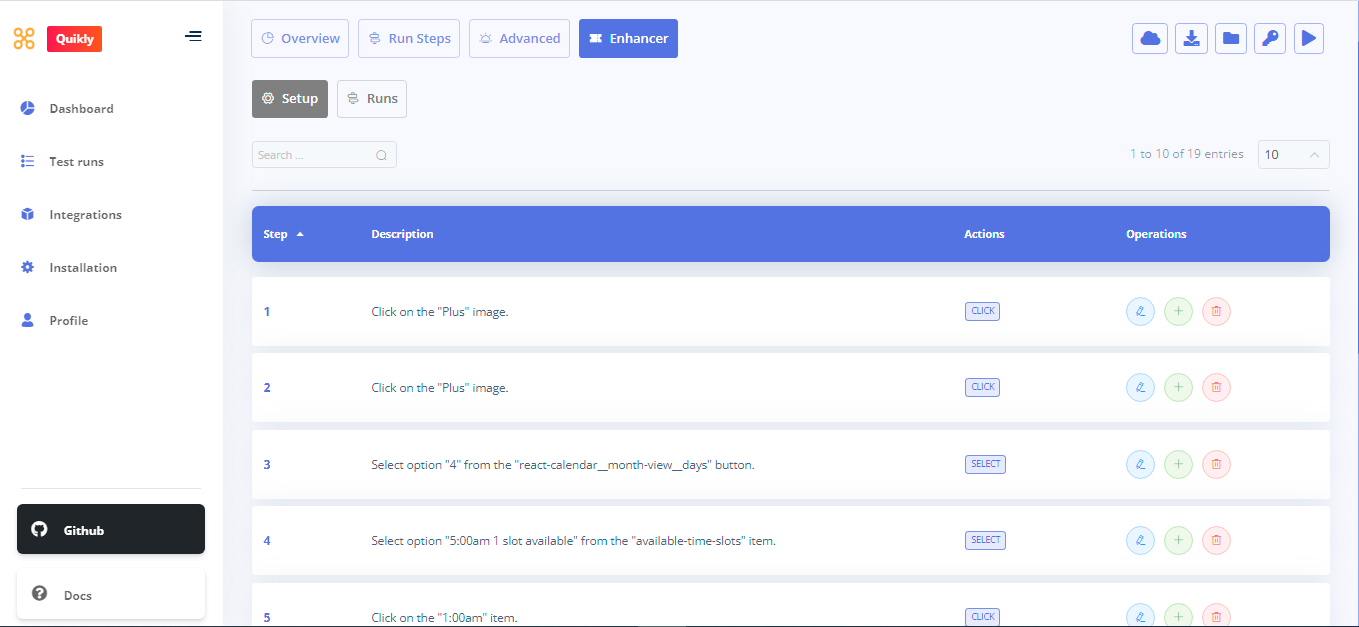 Quikly
Dashboard
Test runs
Integrations
Installation
Profile
Github
Docs
Overview
Run Steps
Advanced
Enhancer
Setup
Runs
Search ...
1 to 10 of 19 entries
10
Step Description Actions Operations
1 Click on the "Plus" image. CLICK
2 Click on the "Plus" image. CLICK
3 Select option "4" from the "react-calendar__month-view__days" button. SELECT
4 Select option "5:00am 1 slot available" from the "available-time-slots" item. SELECT
5 Click on the "1:00am" item. CLICK